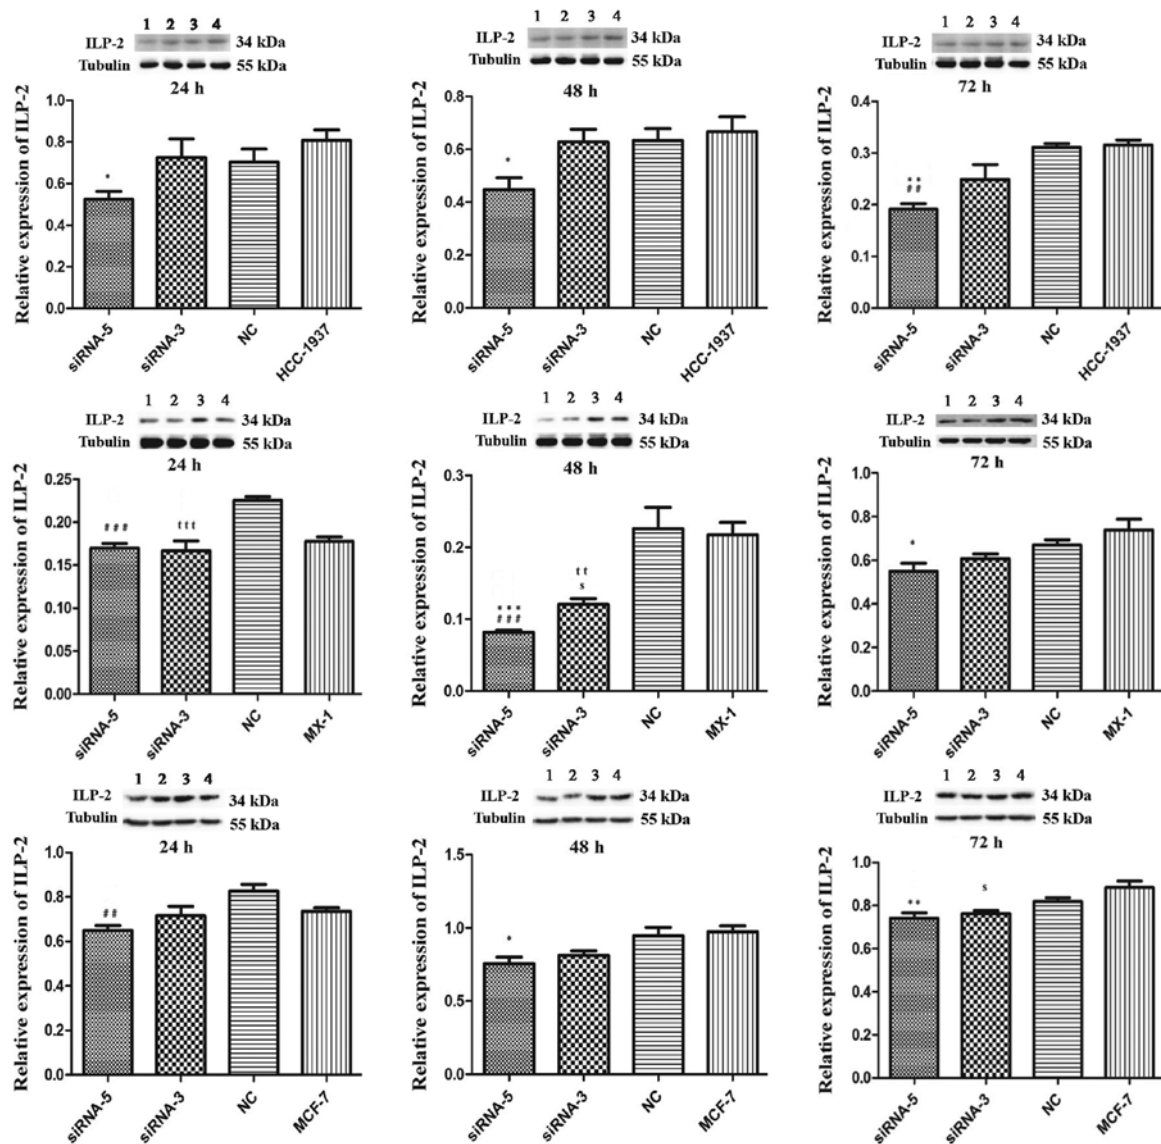 1 2 3 4
ILP-2 34 kDa
Tubulin 55 kDa
24 h
Relative expression of ILP-2
1.0
0.8
0.6
0.4
0.2
0.0
*
siRNA-5 siRNA-3 NC HCC-1937
1 2 3 4
ILP-2 34 kDa
Tubulin 55 kDa
48 h
Relative expression of ILP-2
0.8
0.6
0.4
0.2
0.0
*
siRNA-5 siRNA-3 NC HCC-1937
1 2 3 4
ILP-2 34 kDa
Tubulin 55 kDa
72 h
Relative expression of ILP-2
0.4
0.3
0.2
0.1
0.0
**
##
siRNA-5 siRNA-3 NC HCC-1937
1 2 3 4
ILP-2 34 kDa
Tubulin 55 kDa
24 h
Relative expression of ILP-2
0.25
0.20
0.15
0.10
0.05
0.00
### ttt
siRNA-5 siRNA-3 NC MX-1
1 2 3 4
ILP-2 34 kDa
Tubulin 55 kDa
48 h
Relative expression of ILP-2
0.3
0.2
0.1
0.0
tt
s
***
###
siRNA-5 siRNA-3 NC MX-1
1 2 3 4
ILP-2 34 kDa
Tubulin 55 kDa
72 h
Relative expression of ILP-2
1.0
0.8
0.6
0.4
0.2
0.0
*
siRNA-5 siRNA-3 NC MX-1
1 2 3 4
ILP-2 34 kDa
Tubulin 55 kDa
24 h
Relative expression of ILP-2
1.0
0.8
0.6
0.4
0.2
0.0
##
siRNA-5 siRNA-3 NC MCF-7
1 2 3 4
ILP-2 34 kDa
Tubulin 55 kDa
48 h
Relative expression of ILP-2
1.5
1.0
0.5
0.0
*
siRNA-5 siRNA-3 NC MCF-7
1 2 3 4
ILP-2 34 kDa
Tubulin 55 kDa
72 h
Relative expression of ILP-2
1.0
0.8
0.6
0.4
0.2
0.0
** s
siRNA-5 siRNA-3 NC MCF-7